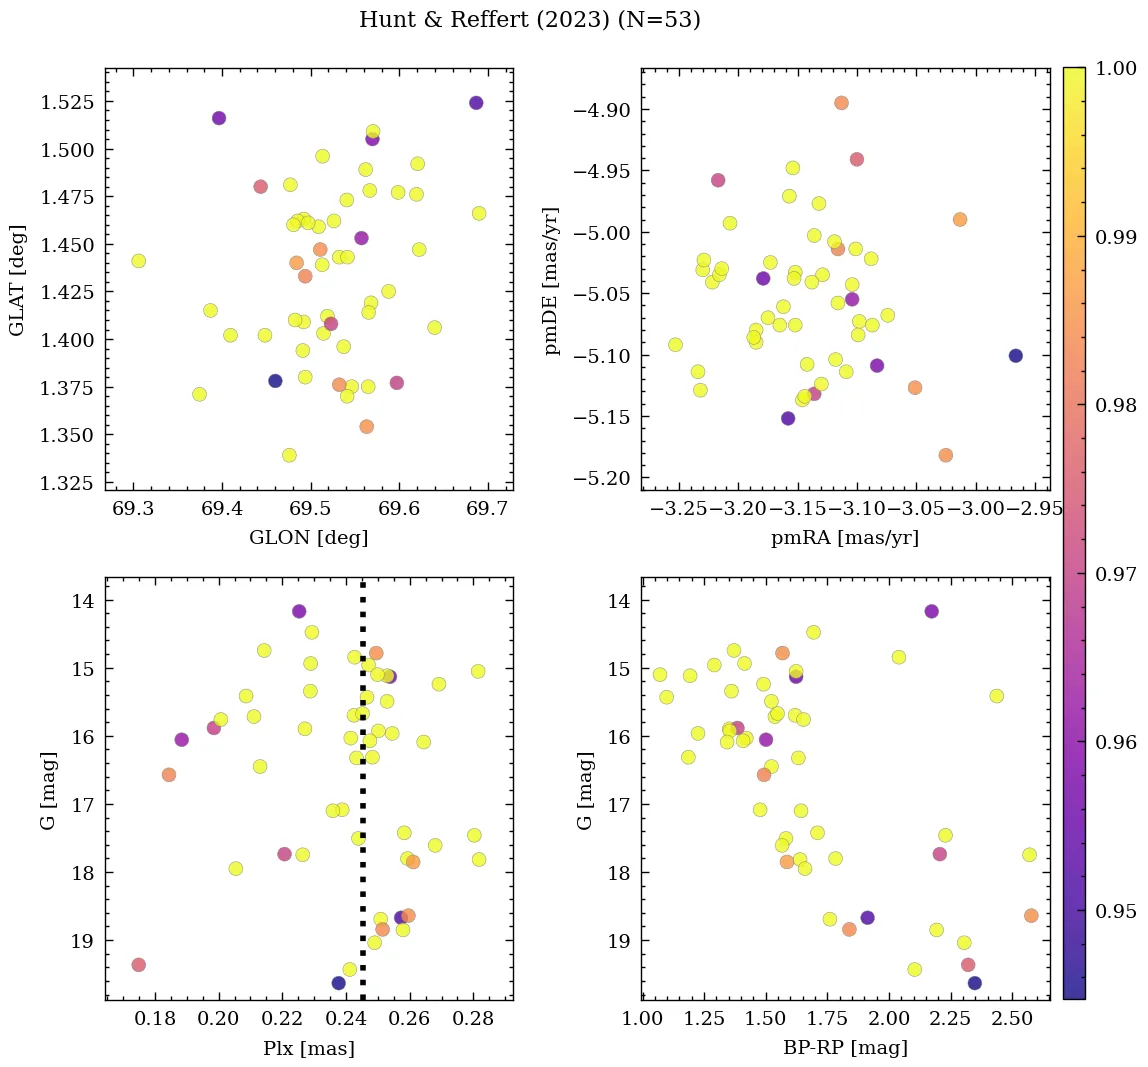 Hunt & Reffert (2023) (N=53)
1.525
1.500
1.475
1.450
1.425
1.400
1.375
1.350
1.325
GLAT [deg]
69.3 69.4 69.5 69.6 69.7
GLON [deg]
−4.90
−4.95
−5.00
−5.05
−5.10
−5.15
−5.20
pmDE [mas/yr]
−3.25 −3.20 −3.15 −3.10 −3.05 −3.00 −2.95
pmRA [mas/yr]
14
15
16
17
18
19
G [mag]
0.18 0.20 0.22 0.24 0.26 0.28
Plx [mas]
14
15
16
17
18
19
G [mag]
1.00 1.25 1.50 1.75 2.00 2.25 2.50
BP-RP [mag]
1.00
0.99
0.98
0.97
0.96
0.95